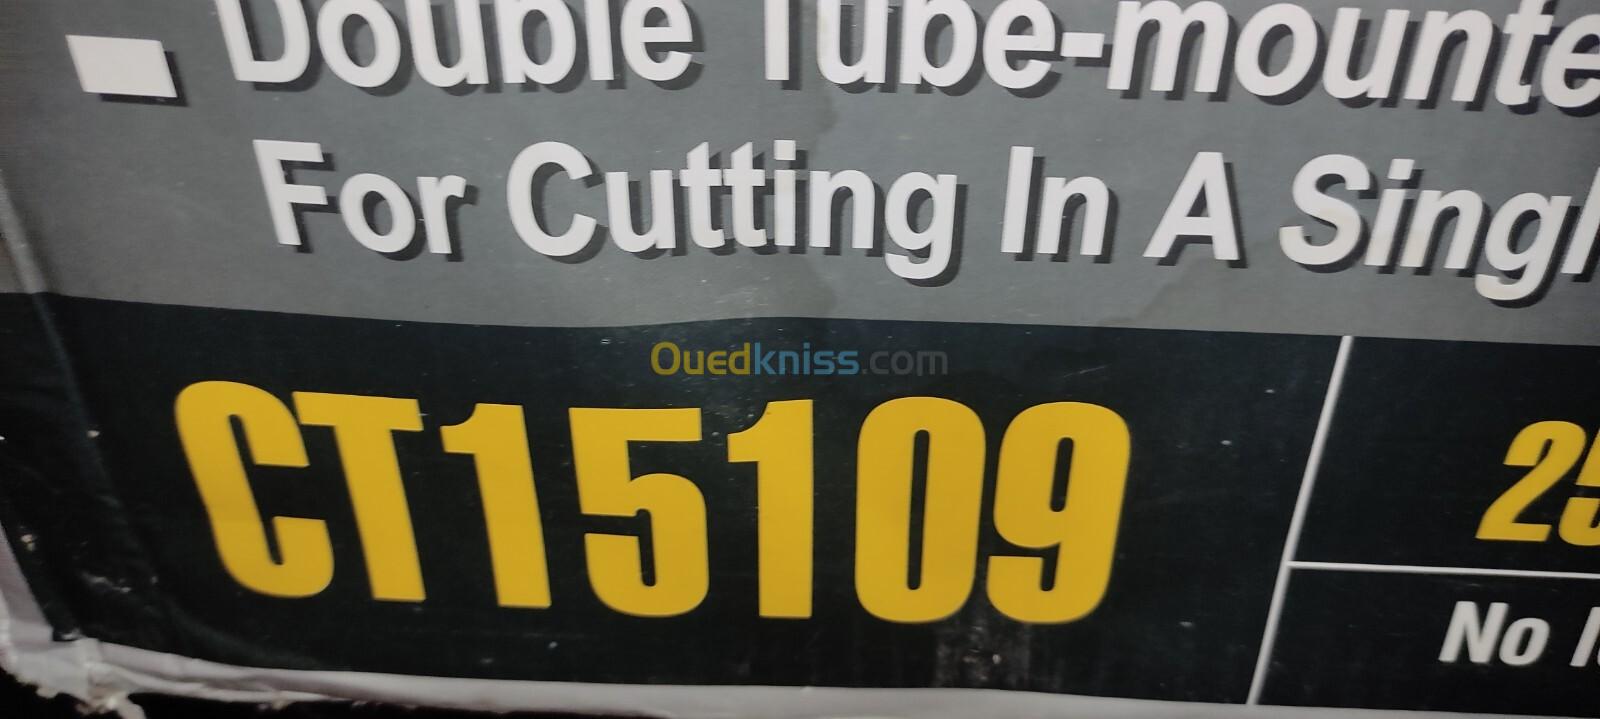 Double Tube-mounte
For Cutting In A Singl
Ouedkniss.com
CT15109
25
No